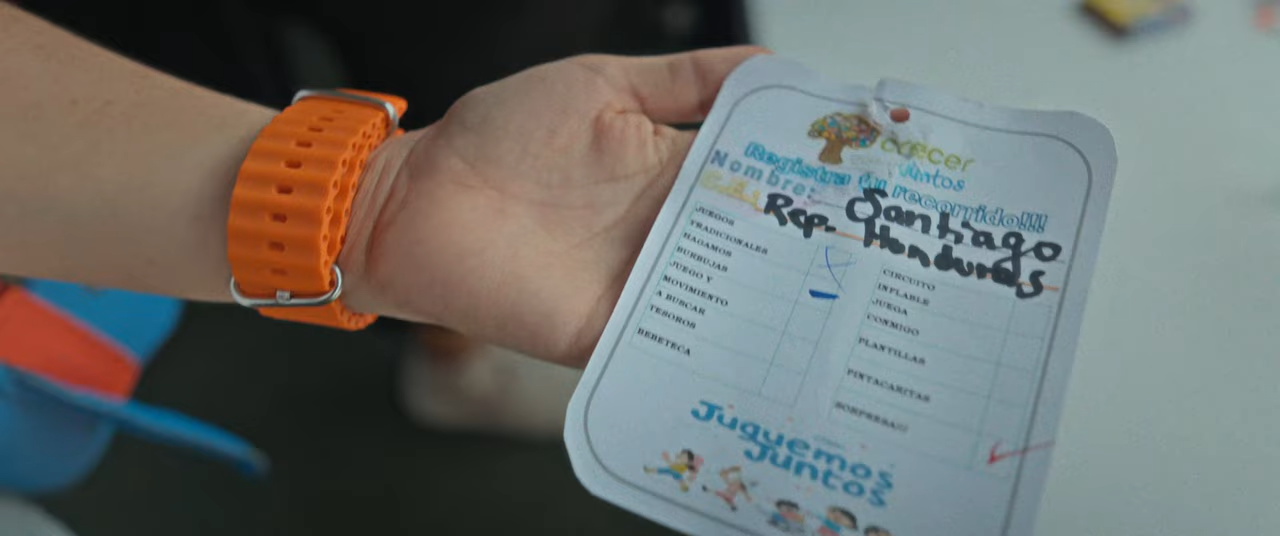 crecer
Juntos
Registra tu recorrido!!!
Nombre: Santiago
Rep. Honduras
JUEGOS
TRADICIONALES
HAGAMOS
BURBUJAS
JUEGO Y
MOVIMIENTO
A BUSCAR
TESOROS
BEBETECA
CIRCUITO
INFLABLE
JUEGA
CONMIGO
PLANTILLAS
PINTACARITAS
SORPRESA!!!
Juguemos
Juntos